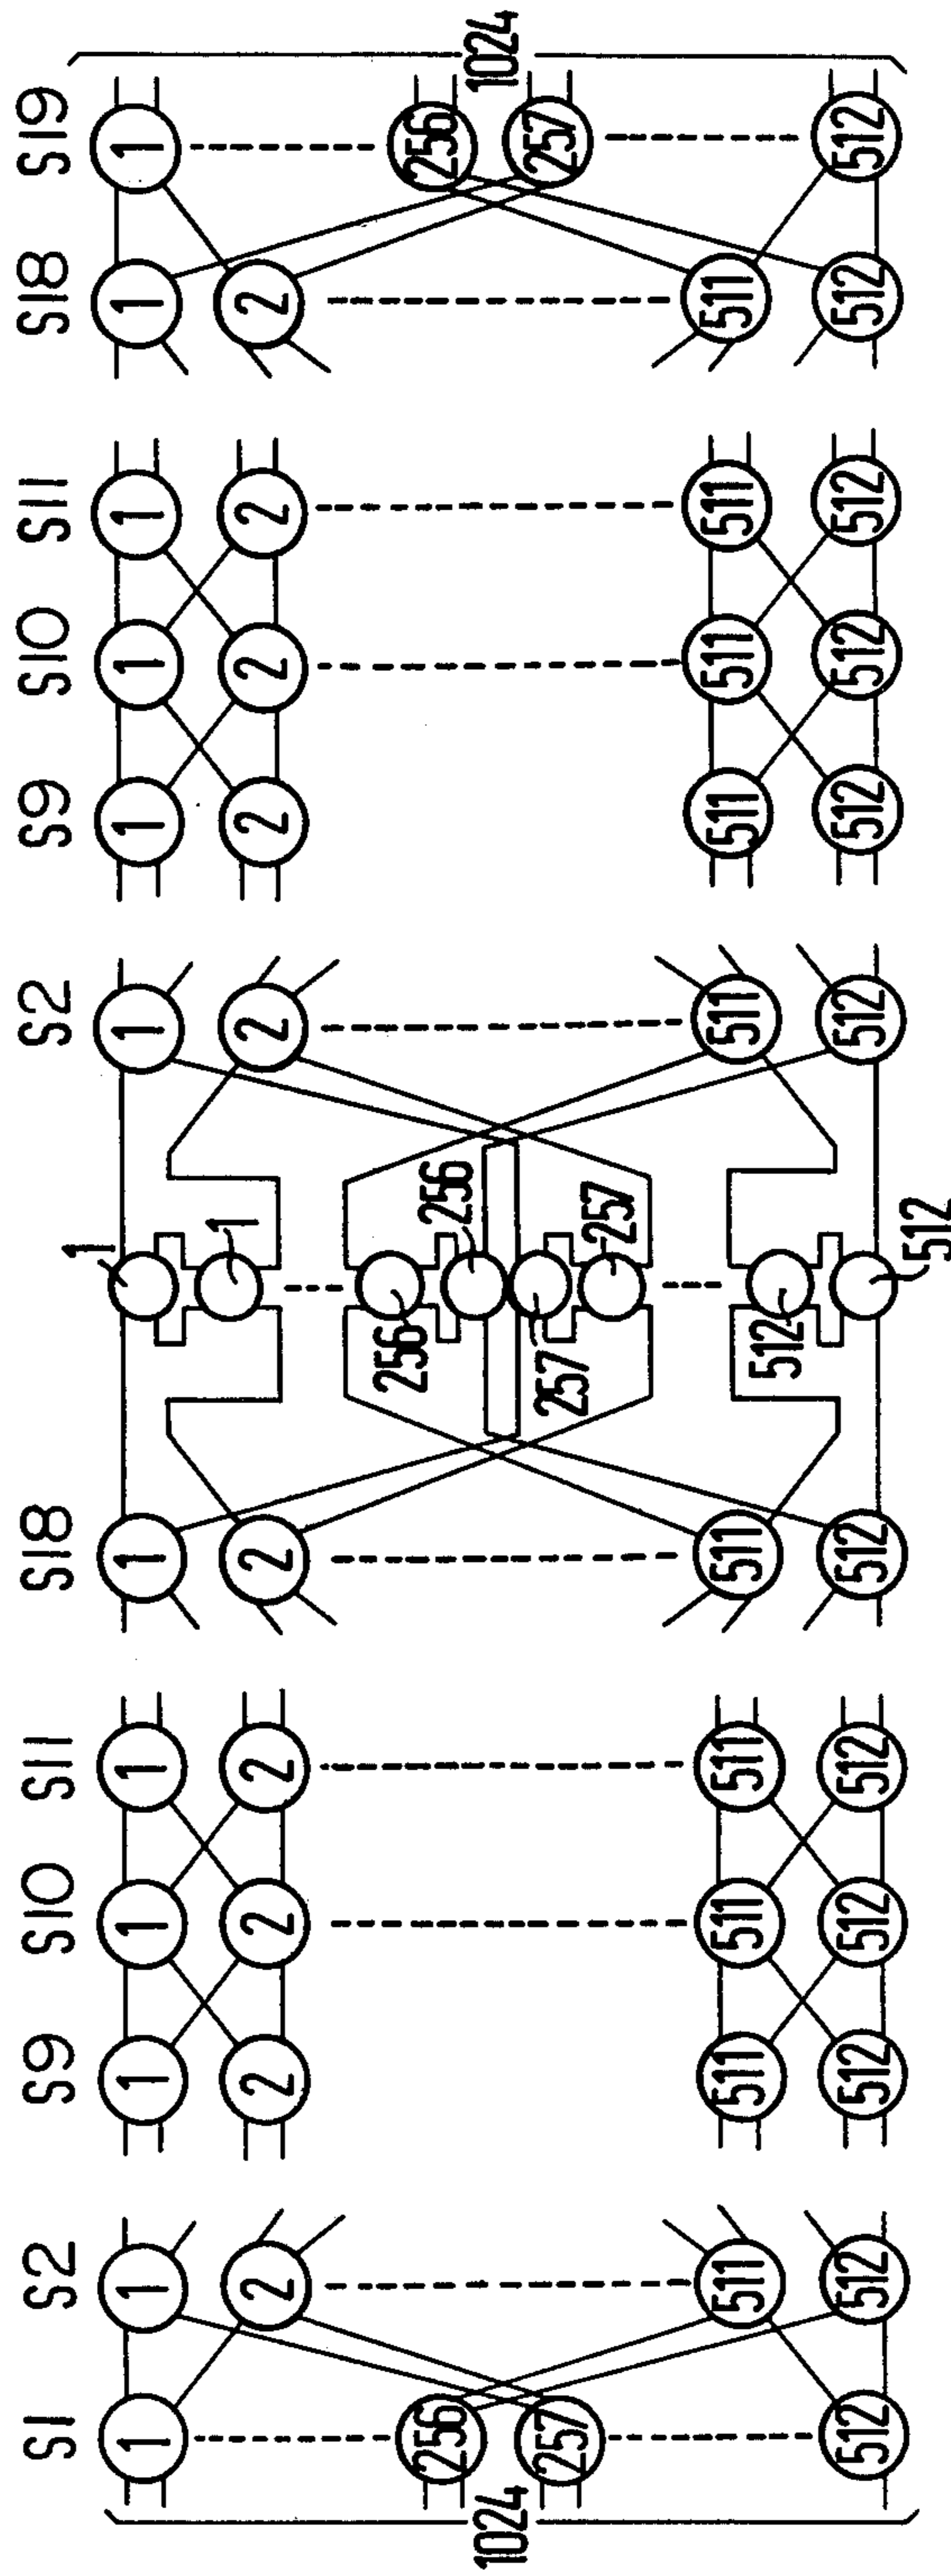 S1 S2 S9 S10 S11 S18 S2 S9 S10 S11 S18 S19
1
1 1 1 1 1 1 1 1 1 1 1 1
2 2 2 2 2 1 2 2 2 2 2
256 256 256 256
1024 1024
257 257 257 257
511 511 511 511 511 512 511 511 511 511 511
512 512 512 512 512 512 512 512 512 512 512 512
512